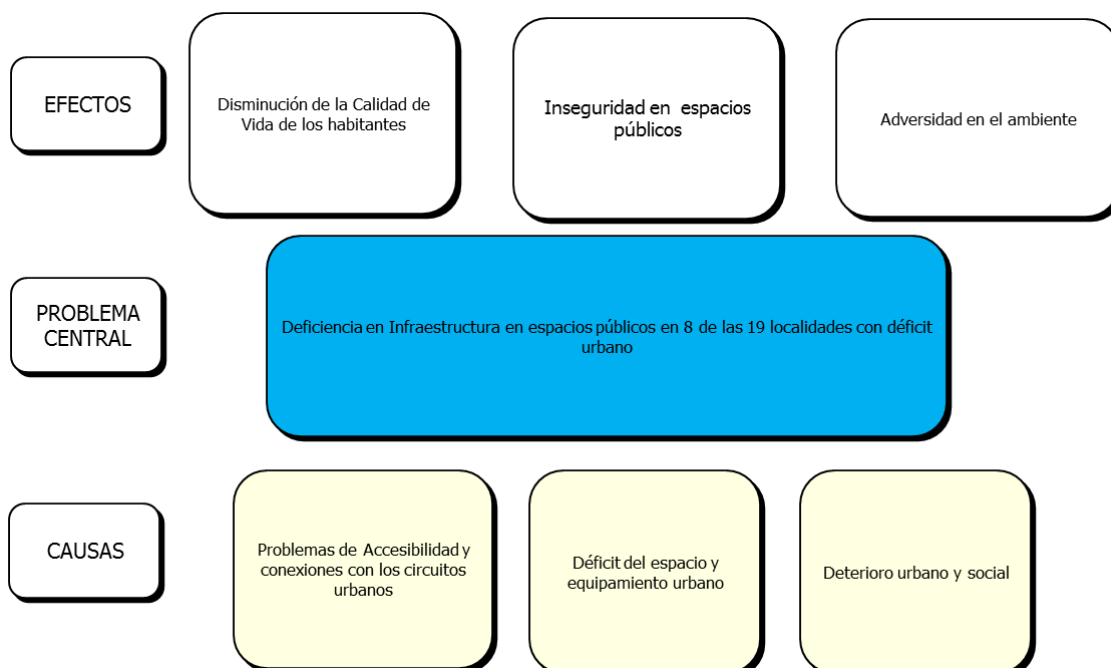 EFECTOS
Disminución de la Calidad de
Vida de los habitantes
Inseguridad en espacios
públicos
Adversidad en el ambiente
PROBLEMA
CENTRAL
Deficiencia en Infraestructura en espacios públicos en 8 de las 19 localidades con déficit
urbano
CAUSAS
Problemas de Accesibilidad y
conexiones con los circuitos
urbanos
Déficit del espacio y
equipamiento urbano
Deterioro urbano y social